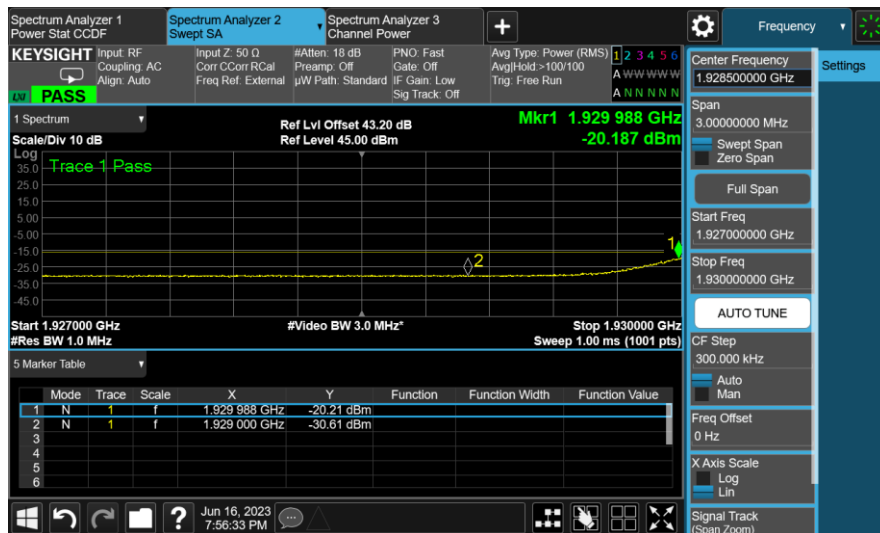 Spectrum Analyzer 1
Power Stat CCDF
Spectrum Analyzer 2
Swept SA
Spectrum Analyzer 3
Channel Power
Frequency
KEYSIGHT
LXI
PASS
Input: RF
Coupling: AC
Align: Auto
Input Z: 50 Ω
Corr CCorr RCal
Freq Ref: External
#Atten: 18 dB
Preamp: Off
µW Path: Standard
PNO: Fast
Gate: Off
IF Gain: Low
Sig Track: Off
Avg Type: Power (RMS)
Avg|Hold:>100/100
Trig: Free Run
1 2 3 4 5 6
A W W W W W
A N N N N N
1 Spectrum
Scale/Div 10 dB
Ref Lvl Offset 43.20 dB
Ref Level 45.00 dBm
Mkr1 1.929 988 GHz
-20.187 dBm
Log
Trace 1 Pass
35.0
25.0
15.0
5.00
-5.00
-15.0
-25.0
-35.0
-45.0
1
2
Start 1.927000 GHz
#Res BW 1.0 MHz
#Video BW 3.0 MHz*
Stop 1.930000 GHz
Sweep 1.00 ms (1001 pts)
5 Marker Table
Mode Trace Scale X Y Function Function Width Function Value
1 N 1 f 1.929 988 GHz -20.21 dBm
2 N 1 f 1.929 000 GHz -30.61 dBm
3
4
5
6
?
Jun 16, 2023
7:56:33 PM
Center Frequency
1.928500000 GHz
Settings
Span
3.00000000 MHz
Swept Span
Zero Span
Full Span
Start Freq
1.927000000 GHz
Stop Freq
1.930000000 GHz
AUTO TUNE
CF Step
300.000 kHz
Auto
Man
Freq Offset
0 Hz
X Axis Scale
Log
Lin
Signal Track
(Span Zoom)